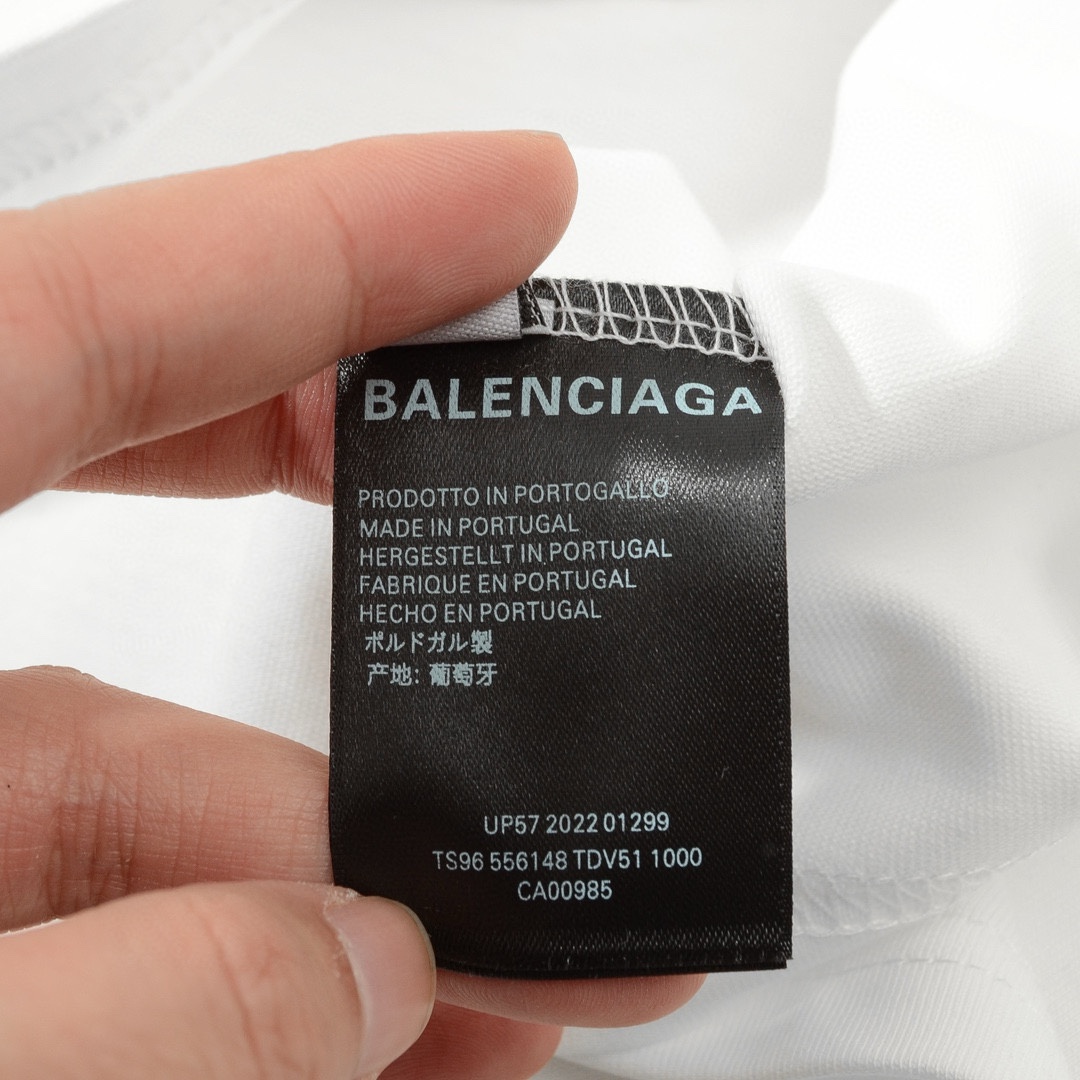 BALENCIAGA
PRODOTTO IN PORTOGALLO
MADE IN PORTUGAL
HERGESTELLT IN PORTUGAL
FABRIQUE EN PORTUGAL
HECHO EN PORTUGAL
ポルドガル製
产地: 葡萄牙
UP57 2022 01299
TS96 556148 TDV51 1000
CA00985